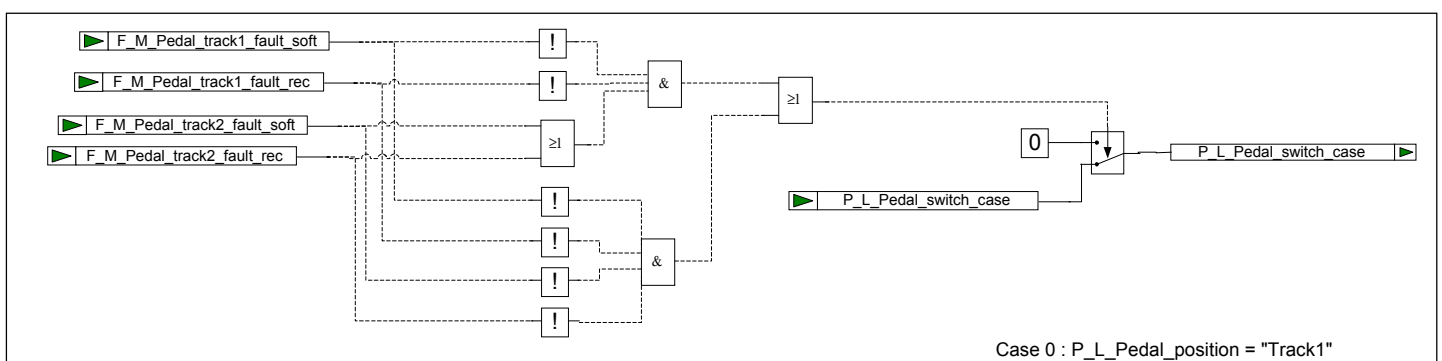 F_M_Pedal_track1_fault_soft
!
F_M_Pedal_track1_fault_rec
!
&
≥1
F_M_Pedal_track2_fault_soft
≥1
F_M_Pedal_track2_fault_rec
0
P_L_Pedal_switch_case
!
P_L_Pedal_switch_case
!
&
!
!
Case 0 : P_L_Pedal_position = "Track1"